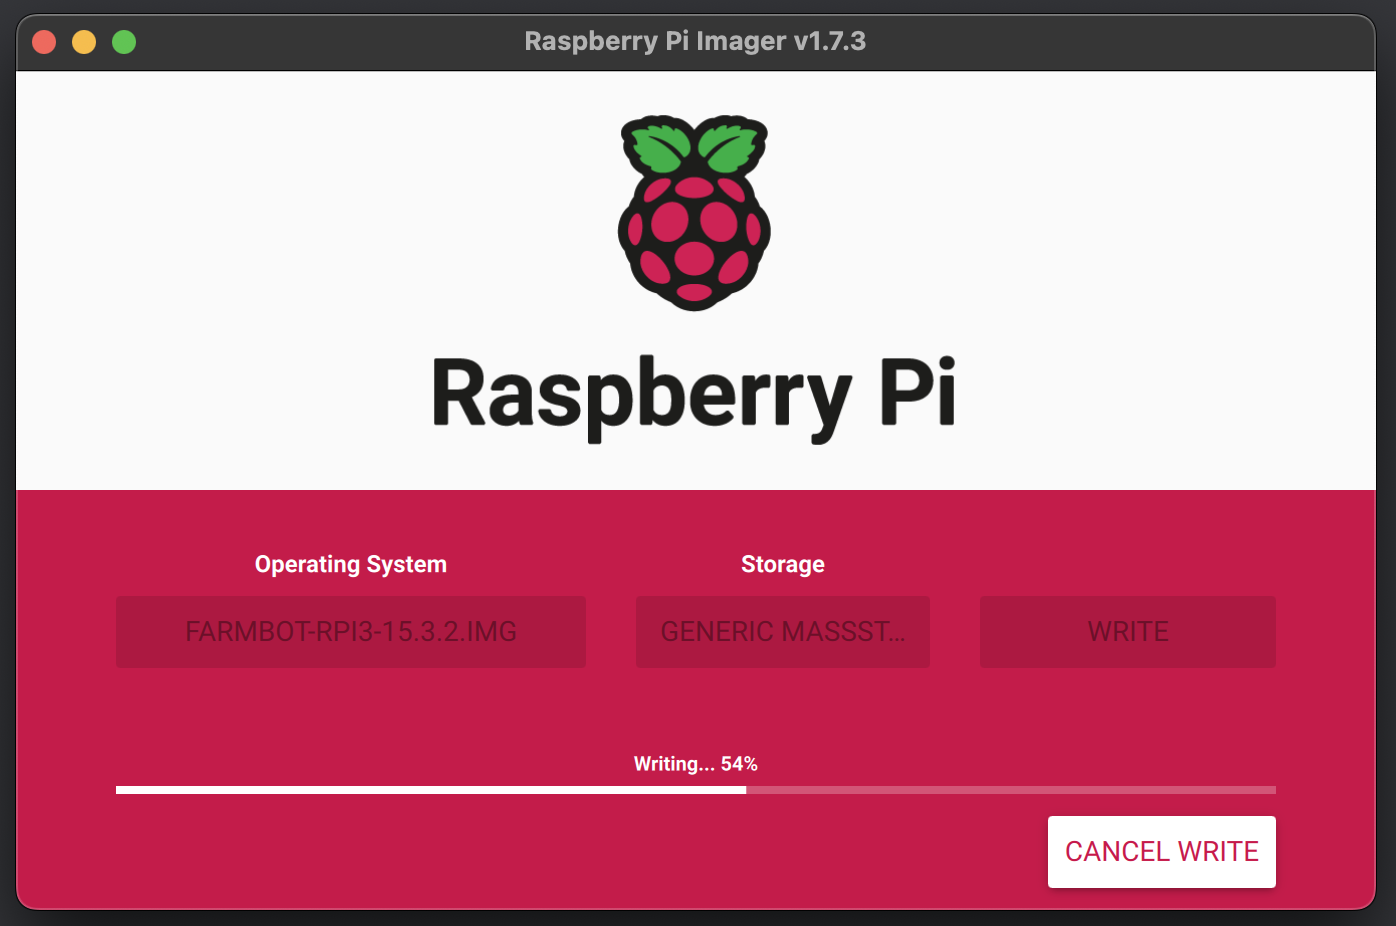 Raspberry Pi Imager v1.7.3
Raspberry Pi
Operating System
Storage
FARMBOT-RPI3-15.3.2.IMG
GENERIC MASSST...
WRITE
Writing... 54%
CANCEL WRITE